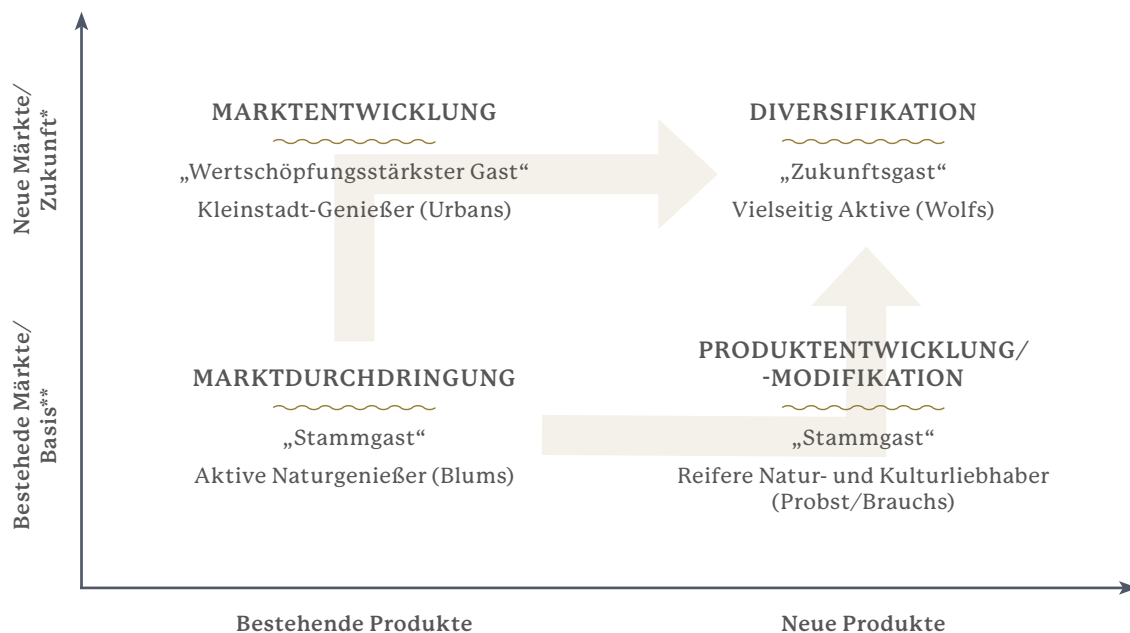 Neue Märkte/
Zukunft*
MARKTENTWICKLUNG
„Wertschöpfungsstärkster Gast“
Kleinstadt-Genießer (Urbans)
DIVERSIFIKATION
„Zukunftsgast“
Vielseitig Aktive (Wolfs)
Bestehede Märkte/
Basis**
MARKTDURCHDRINGUNG
„Stammgast“
Aktive Naturgenießer (Blums)
PRODUKTENTWICKLUNG/
-MODIFIKATION
„Stammgast“
Reifere Natur- und Kulturliebhaber
(Probst/Brauchs)
Bestehende Produkte
Neue Produkte